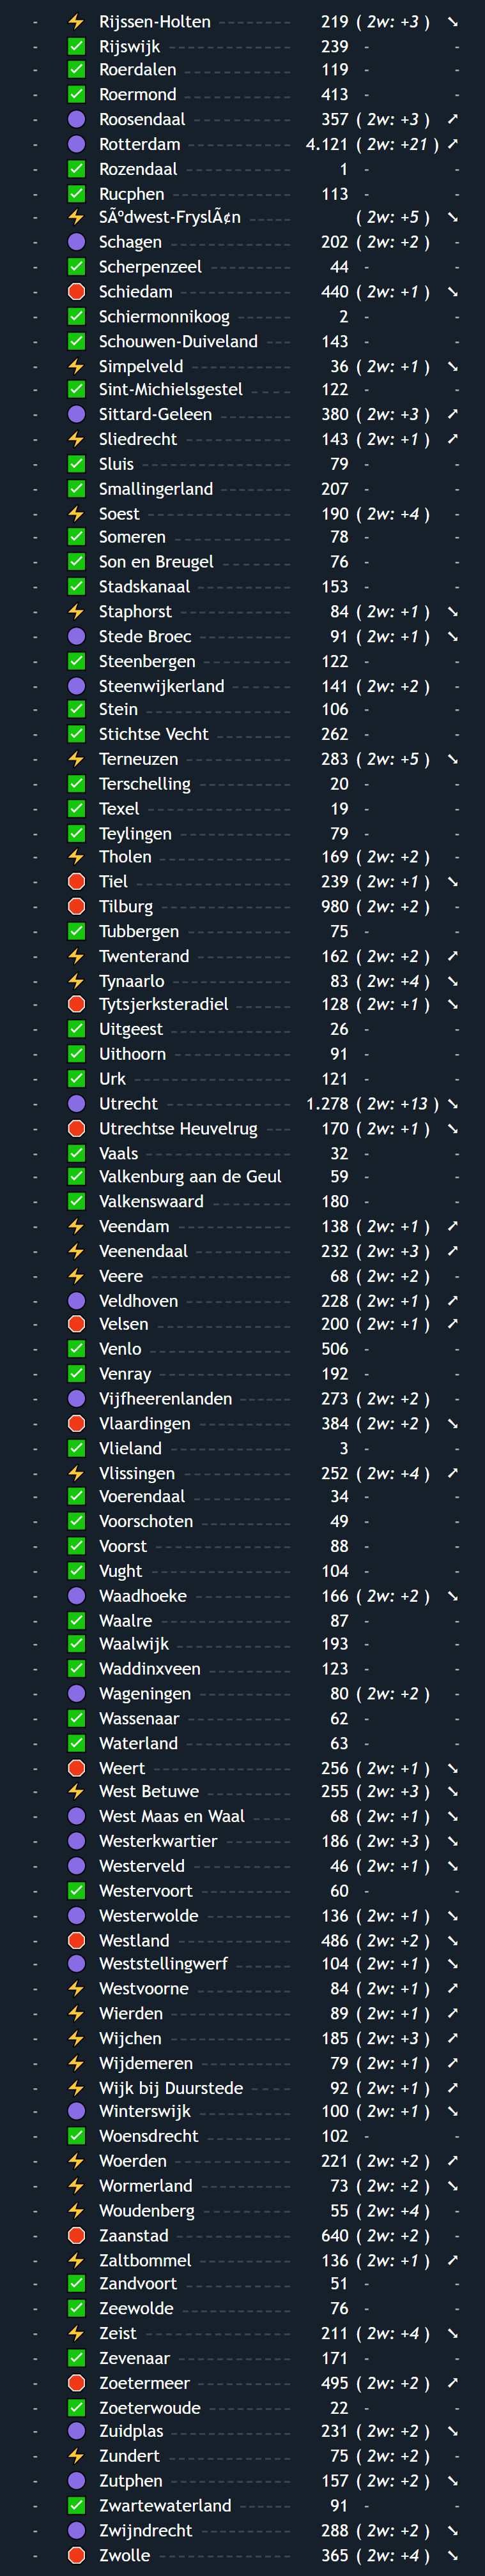 - ⚡ Rijssen-Holten 219 ( 2w: +3 ) ➘
- ✅ Rijswijk 239 - -
- ✅ Roerdalen 119 - -
- ✅ Roermond 413 - -
- 🟣 Roosendaal 357 ( 2w: +3 ) ➚
- 🟣 Rotterdam 4.121 ( 2w: +21 ) ➚
- ✅ Rozendaal 1 - -
- ✅ Rucphen 113 - -
- ⚡ SÃºdwest-FryslÃ¢n ( 2w: +5 ) ➘
- 🟣 Schagen 202 ( 2w: +2 ) -
- ✅ Scherpenzeel 44 - -
- 🛑 Schiedam 440 ( 2w: +1 ) ➘
- ✅ Schiermonnikoog 2 - -
- ✅ Schouwen-Duiveland 143 - -
- ⚡ Simpelveld 36 ( 2w: +1 ) ➘
- ✅ Sint-Michielsgestel 122 - -
- 🟣 Sittard-Geleen 380 ( 2w: +3 ) ➚
- ⚡ Sliedrecht 143 ( 2w: +1 ) ➚
- ✅ Sluis 79 - -
- ✅ Smallingerland 207 - -
- ⚡ Soest 190 ( 2w: +4 ) -
- ✅ Someren 78 - -
- ✅ Son en Breugel 76 - -
- ✅ Stadskanaal 153 - -
- ⚡ Staphorst 84 ( 2w: +1 ) ➘
- 🟣 Stede Broec 91 ( 2w: +1 ) ➘
- ✅ Steenbergen 122 - -
- 🟣 Steenwijkerland 141 ( 2w: +2 ) -
- ✅ Stein 106 - -
- ✅ Stichtse Vecht 262 - -
- ⚡ Terneuzen 283 ( 2w: +5 ) ➘
- ✅ Terschelling 20 - -
- ✅ Texel 19 - -
- ✅ Teylingen 79 - -
- ⚡ Tholen 169 ( 2w: +2 ) -
- 🛑 Tiel 239 ( 2w: +1 ) ➘
- 🛑 Tilburg 980 ( 2w: +2 ) -
- ✅ Tubbergen 75 - -
- ⚡ Twenterand 162 ( 2w: +2 ) ➚
- ⚡ Tynaarlo 83 ( 2w: +4 ) ➘
- 🛑 Tytsjerksteradiel 128 ( 2w: +1 ) ➘
- ✅ Uitgeest 26 - -
- ✅ Uithoorn 91 - -
- ✅ Urk 121 - -
- 🟣 Utrecht 1.278 ( 2w: +13 ) ➘
- 🛑 Utrechtse Heuvelrug 170 ( 2w: +1 ) ➘
- ✅ Vaals 32 - -
- ✅ Valkenburg aan de Geul 59 - -
- ✅ Valkenswaard 180 - -
- ⚡ Veendam 138 ( 2w: +1 ) ➚
- ⚡ Veenendaal 232 ( 2w: +3 ) ➚
- ⚡ Veere 68 ( 2w: +2 ) -
- 🟣 Veldhoven 228 ( 2w: +1 ) ➚
- 🛑 Velsen 200 ( 2w: +1 ) ➚
- ✅ Venlo 506 - -
- ✅ Venray 192 - -
- 🟣 Vijfheerenlanden 273 ( 2w: +2 ) -
- 🛑 Vlaardingen 384 ( 2w: +2 ) ➘
- ✅ Vlieland 3 - -
- ⚡ Vlissingen 252 ( 2w: +4 ) ➚
- ✅ Voerendaal 34 - -
- ✅ Voorschoten 49 - -
- ✅ Voorst 88 - -
- ✅ Vught 104 - -
- 🟣 Waadhoeke 166 ( 2w: +2 ) ➘
- ✅ Waalre 87 - -
- ✅ Waalwijk 193 - -
- ✅ Waddinxveen 123 - -
- 🟣 Wageningen 80 ( 2w: +2 ) -
- ✅ Wassenaar 62 - -
- ✅ Waterland 63 - -
- 🛑 Weert 256 ( 2w: +1 ) ➘
- ⚡ West Betuwe 255 ( 2w: +3 ) ➘
- 🟣 West Maas en Waal 68 ( 2w: +1 ) ➘
- 🟣 Westerkwartier 186 ( 2w: +3 ) ➘
- 🟣 Westerveld 46 ( 2w: +1 ) ➘
- ✅ Westervoort 60 - -
- 🟣 Westerwolde 136 ( 2w: +1 ) ➘
- 🛑 Westland 486 ( 2w: +2 ) ➘
- 🟣 Weststellingwerf 104 ( 2w: +1 ) ➘
- ⚡ Westvoorne 84 ( 2w: +1 ) ➚
- ⚡ Wierden 89 ( 2w: +1 ) ➚
- ⚡ Wijchen 185 ( 2w: +3 ) ➚
- ⚡ Wijdemeren 79 ( 2w: +1 ) ➚
- ⚡ Wijk bij Duurstede 92 ( 2w: +1 ) ➚
- 🟣 Winterswijk 100 ( 2w: +1 ) ➘
- ✅ Woensdrecht 102 - -
- ⚡ Woerden 221 ( 2w: +2 ) ➚
- ⚡ Wormerland 73 ( 2w: +2 ) ➘
- ⚡ Woudenberg 55 ( 2w: +4 ) -
- 🛑 Zaanstad 640 ( 2w: +2 ) -
- ⚡ Zaltbommel 136 ( 2w: +1 ) ➚
- ✅ Zandvoort 51 - -
- ✅ Zeewolde 76 - -
- ⚡ Zeist 211 ( 2w: +4 ) ➘
- ✅ Zevenaar 171 - -
- 🛑 Zoetermeer 495 ( 2w: +2 ) ➚
- ✅ Zoeterwoude 22 - -
- 🟣 Zuidplas 231 ( 2w: +2 ) ➘
- ⚡ Zundert 75 ( 2w: +2 ) -
- 🟣 Zutphen 157 ( 2w: +2 ) ➘
- ✅ Zwartewaterland 91 - -
- 🟣 Zwijndrecht 288 ( 2w: +2 ) ➘
- 🛑 Zwolle 365 ( 2w: +4 ) ➘